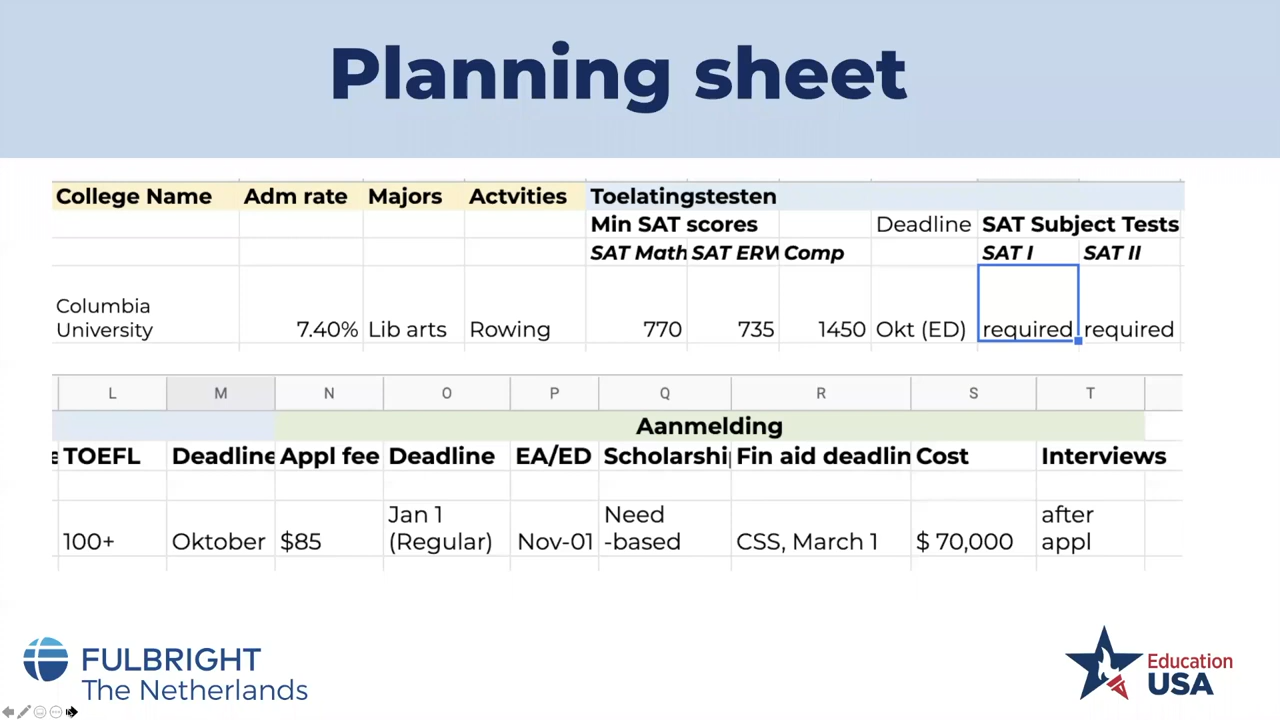 Planning sheet
College Name Adm rate Majors Actvities Toelatingstesten
Min SAT scores Deadline SAT Subject Tests
SAT Math SAT ERW Comp SAT I SAT II
Columbia
University 7.40% Lib arts Rowing 770 735 1450 Okt (ED) required required
L M N O P Q R S T
Aanmelding
TOEFL Deadline Appl fee Deadline EA/ED Scholarshi Fin aid deadlin Cost Interviews
Jan 1 Need after
100+ Oktober $85 (Regular) Nov-01 -based CSS, March 1 $ 70,000 appl
FULBRIGHT
The Netherlands
Education
USA